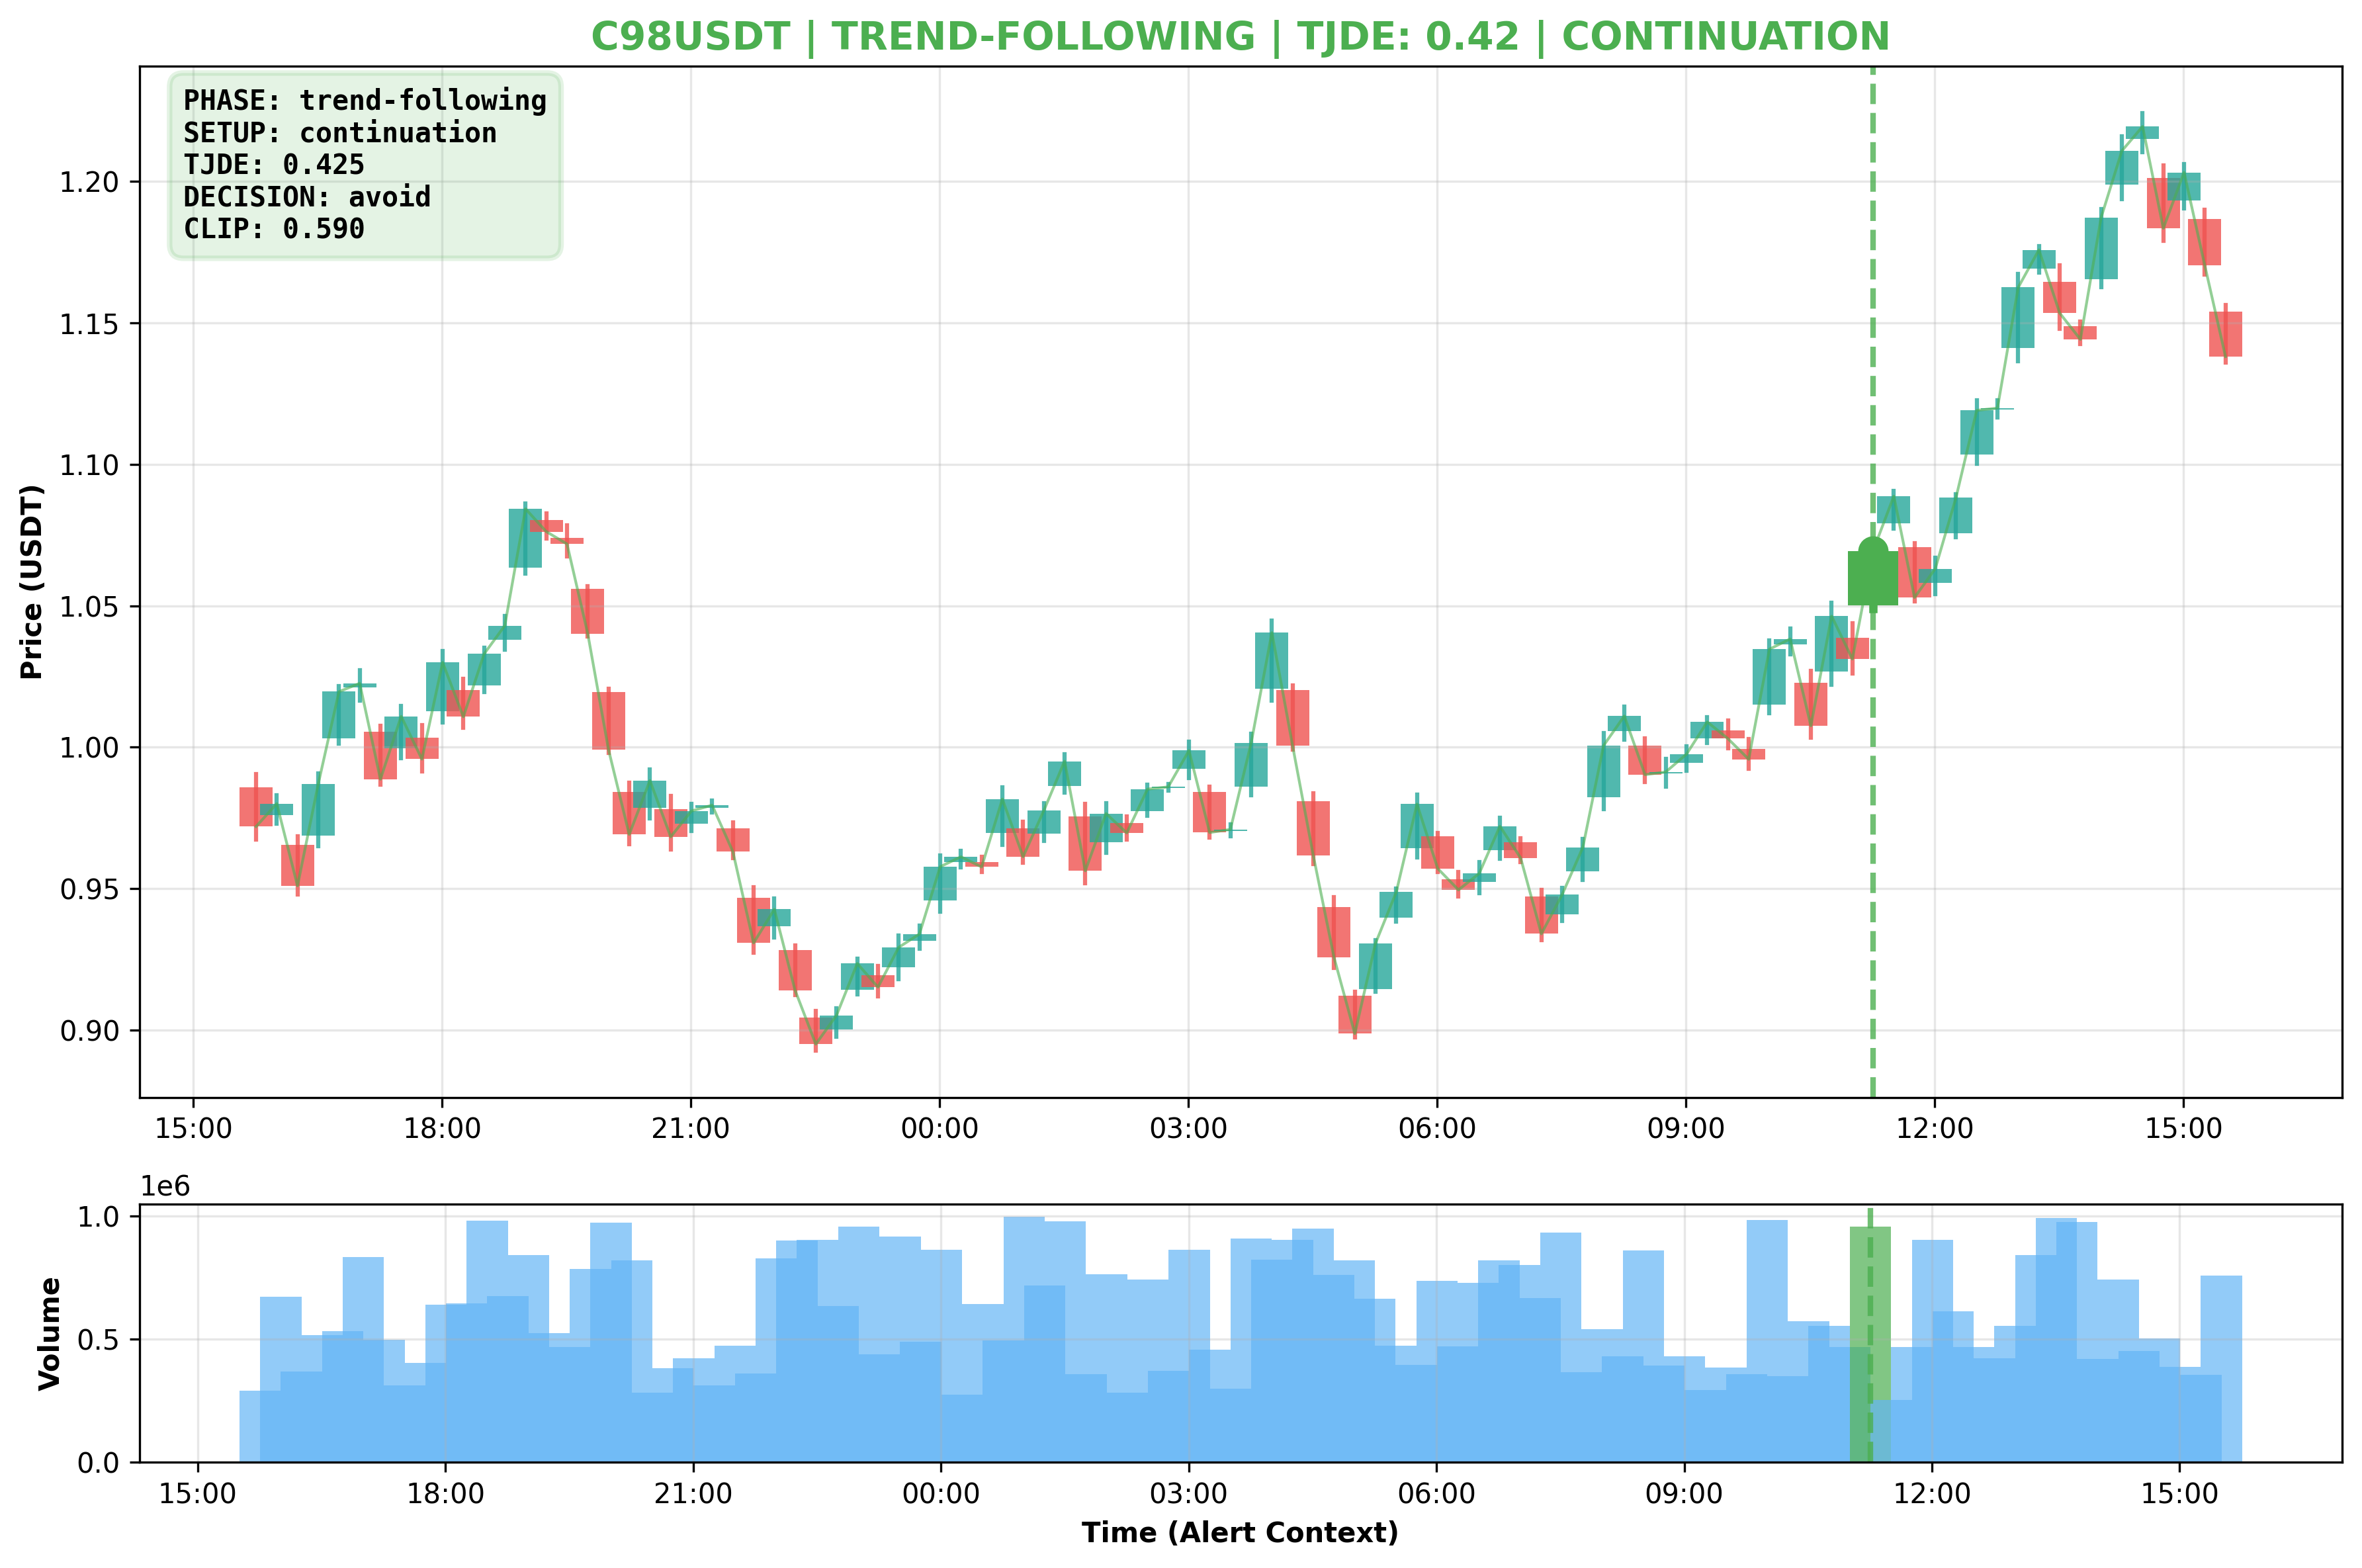 C98USDT | TREND-FOLLOWING | TJDE: 0.42 | CONTINUATION
PHASE: trend-following
SETUP: continuation
TJDE: 0.425
DECISION: avoid
CLIP: 0.590
Price (USDT)
1.20
1.15
1.10
1.05
1.00
0.95
0.90
15:00 18:00 21:00 00:00 03:00 06:00 09:00 12:00 15:00
1e6
Volume
1.0
0.5
0.0
15:00 18:00 21:00 00:00 03:00 06:00 09:00 12:00 15:00
Time (Alert Context)